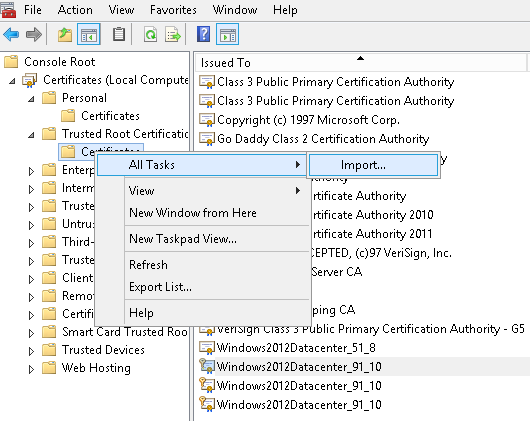 File Action View Favorites Window Help
Console Root
Certificates (Local Compute
Personal
Certificates
Trusted Root Certification
Certificates
Enterp
Interm
Truste
Untrus
Third-
Truste
Client
Remo
Certifi
Smart Card Trusted Roo
Trusted Devices
Web Hosting
All Tasks
View
New Window from Here
New Taskpad View...
Refresh
Export List...
Help
Import...
Issued To
Class 3 Public Primary Certification Authority
Class 3 Public Primary Certification Authority
Copyright (c) 1997 Microsoft Corp.
Go Daddy Class 2 Certification Authority
y
thority
ertificate Authority
ertificate Authority 2010
ertificate Authority 2011
CEPTED, (c)97 VeriSign, Inc.
Server CA
ping CA
VeriSign Class 3 Public Primary Certification Authority - G5
Windows2012Datacenter_51_8
Windows2012Datacenter_91_10
Windows2012Datacenter_91_10
Windows2012Datacenter_91_10